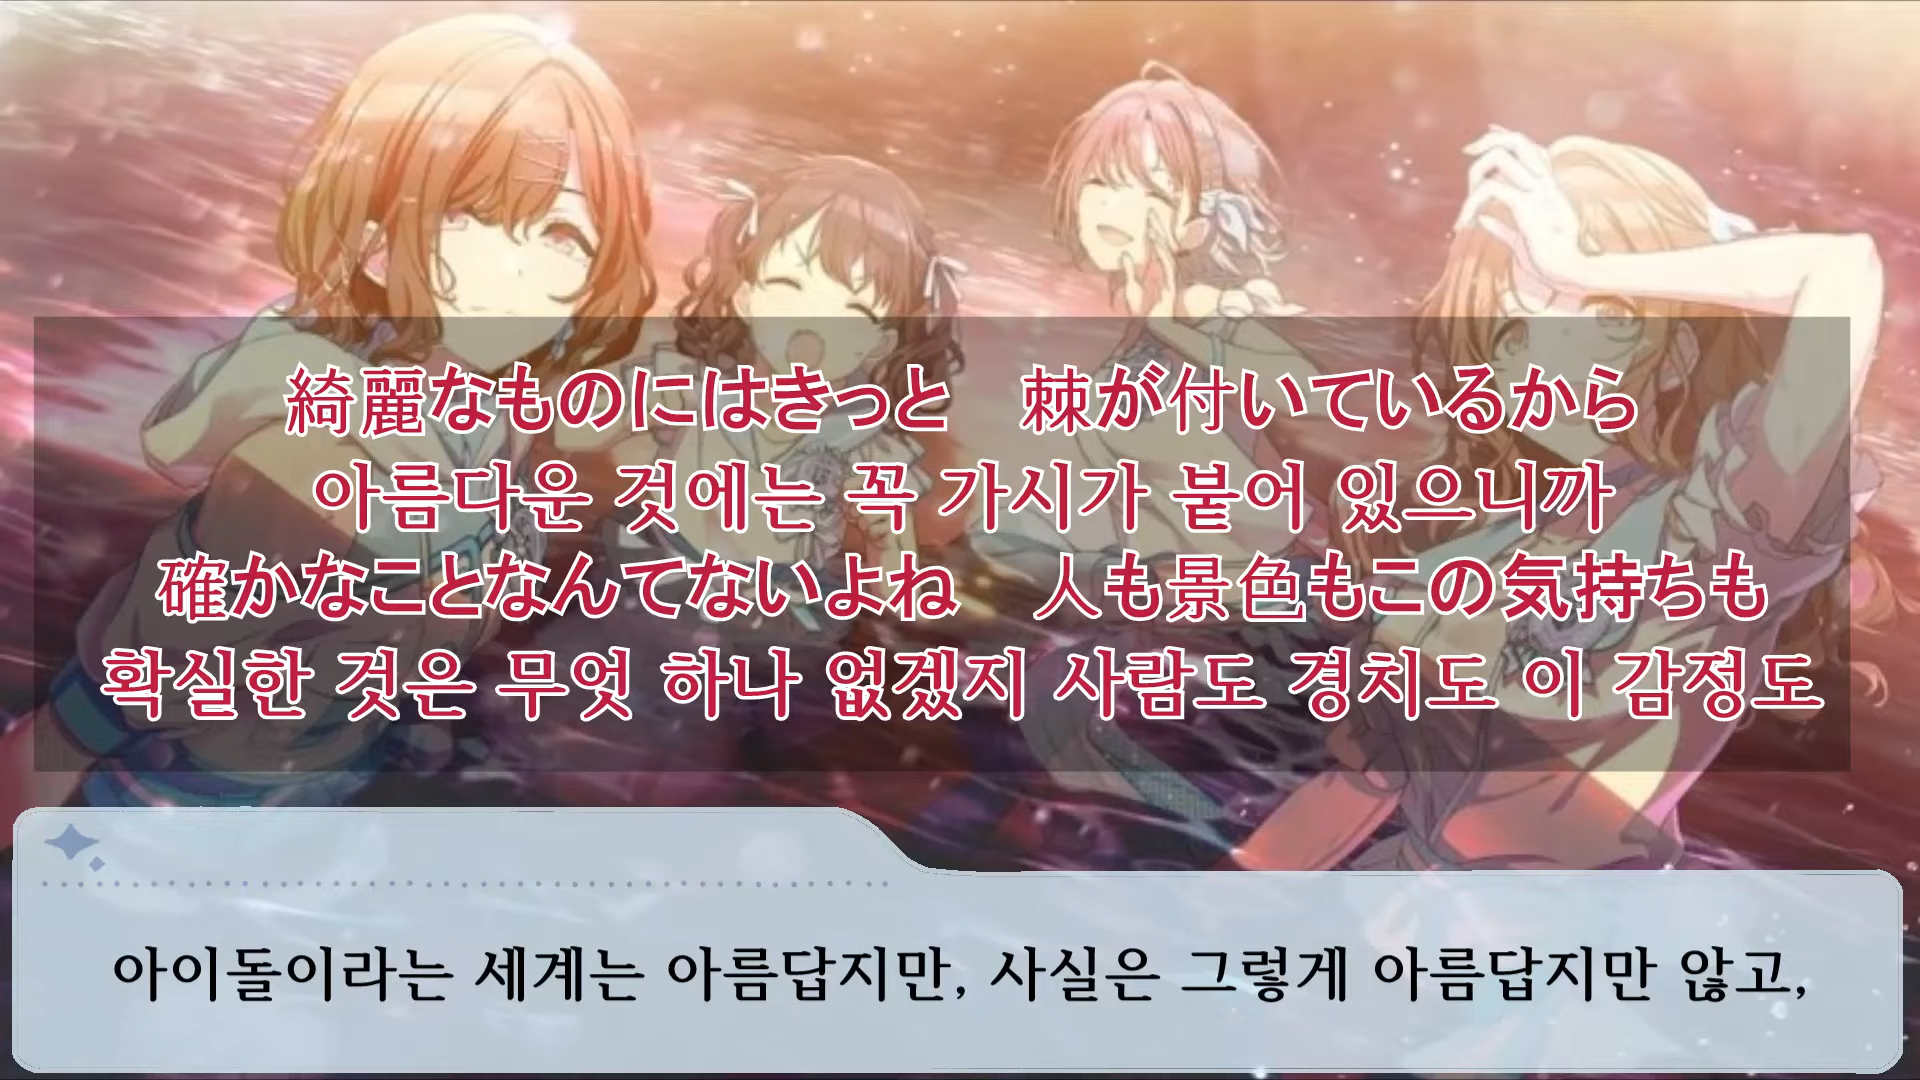 綺麗なものにはきっと　棘が付いているから
아름다운 것에는 꼭 가시가 붙어 있으니까
確かなことなんてないよね　人も景色もこの気持ちも
확실한 것은 무엇 하나 없겠지 사람도 경치도 이 감정도
아이돌이라는 세계는 아름답지만, 사실은 그렇게 아름답지만 않고,